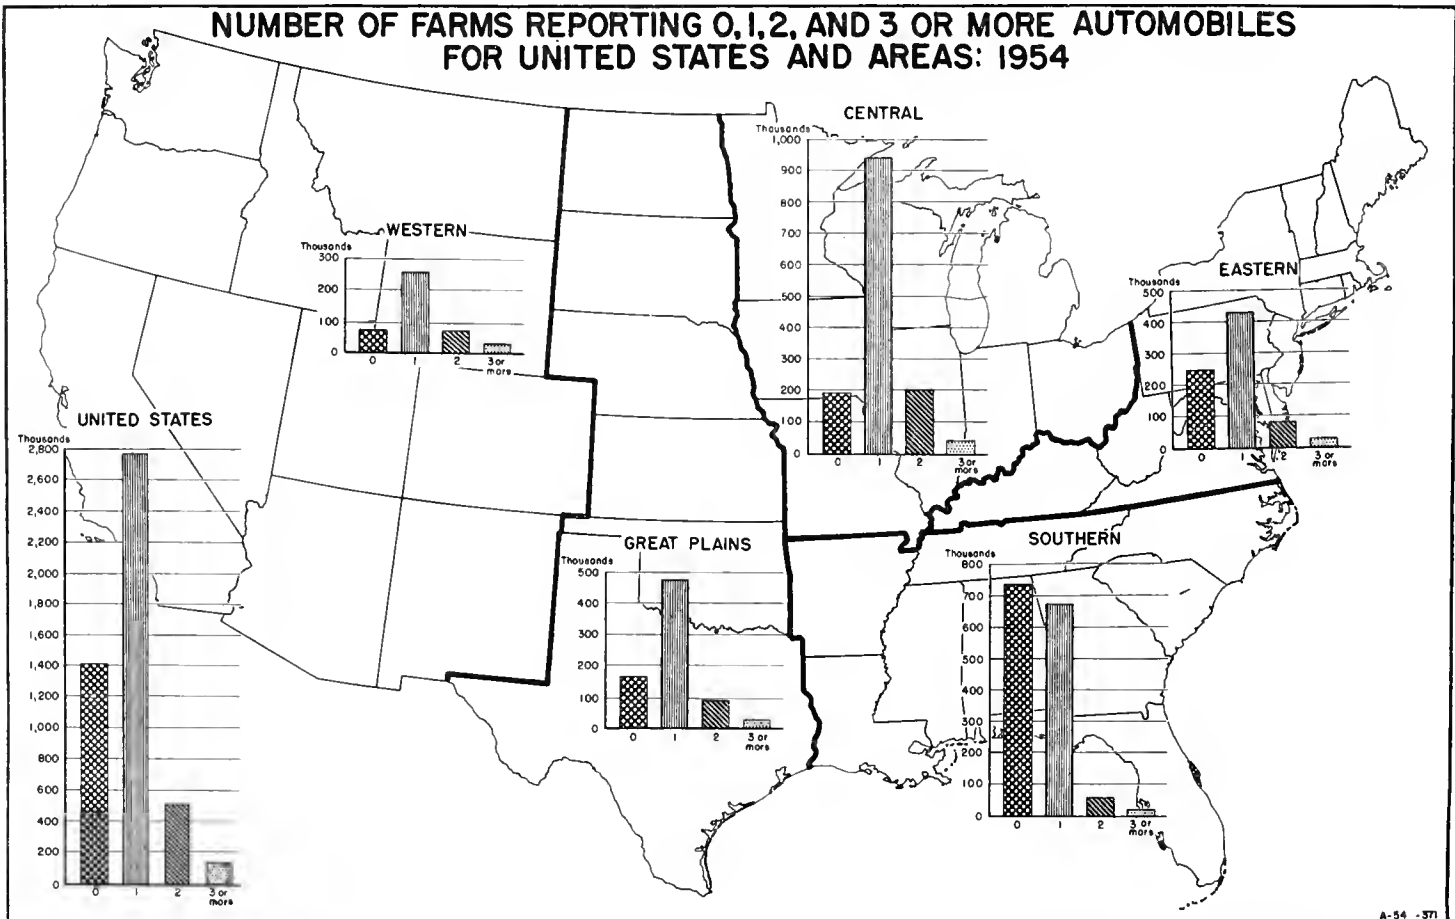 NUMBER OF FARMS REPORTING 0,1,2, AND 3 OR MORE AUTOMOBILES
FOR UNITED STATES AND AREAS: 1954
CENTRAL
Thousands
1,000
900
800
700
600
500
400
300
200
100
0
0 1 2 3 or
mors
WESTERN
Thousands
300
200
100
0
0 1 2 3 or
mors
EASTERN
Thousands
500
400
300
200
100
0
0 1 2 3 or
mors
UNITED STATES
Thousands
2,800
2,600
2,400
2,200
2,000
1,800
1,600
1,400
1,200
1,000
800
600
400
200
0
0 1 2 3 or
mors
GREAT PLAINS
Thousands
500
400
300
200
100
0
0 1 2 3 or
mors
SOUTHERN
Thousands
800
700
600
500
400
300
200
100
0
0 1 2 3 or
mors
A-54 -371